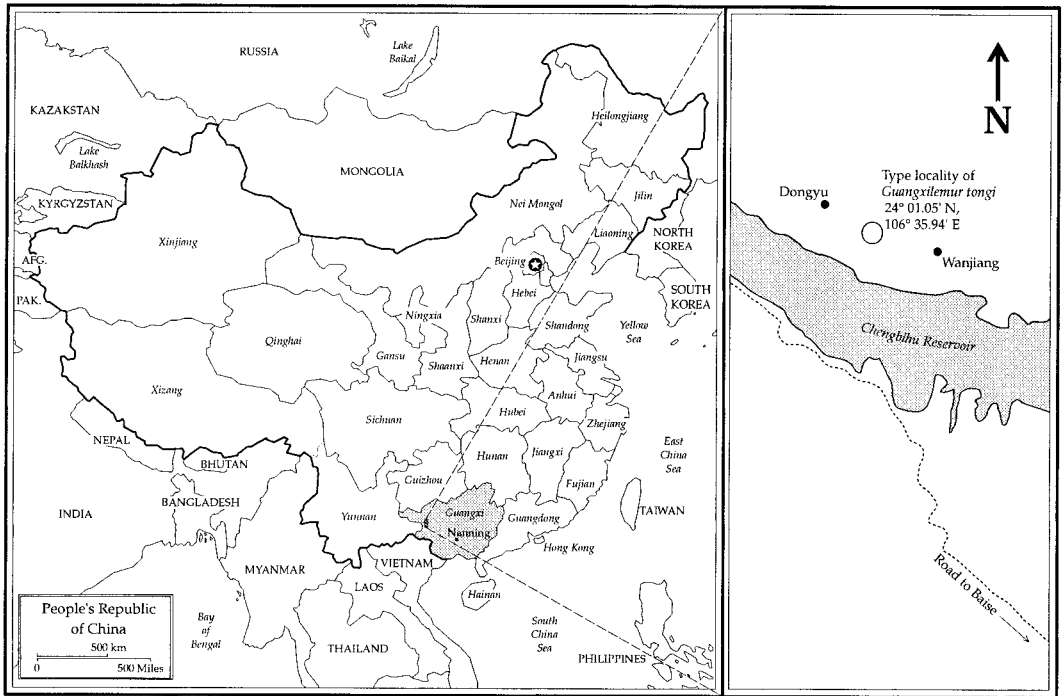 RUSSIA
Lake
Baikal
KAZAKSTAN
Lake
Balkhash
KYRGYZSTAN
MONGOLIA
Heilongjiang
Jilin
Nei Mongol
Liaoning
NORTH
KOREA
SOUTH
KOREA
AFG.
PAK.
Xinjiang
Beijing
Hebei
Shanxi
Shandong
Yellow
Sea
Ningxia
Qinghai
Gansu
Shaanxi
Henan
Jiangsu
Anhui
Xizang
Sichuan
Hubei
Zhejiang
East
China
Sea
NEPAL
BHUTAN
Hunan
Jiangxi
Guizhou
Fujian
INDIA
BANGLADESH
Yunnan
Guangxi
Nanning
Guangdong
TAIWAN
Hong Kong
MYANMAR
VIETNAM
LAOS
Hainan
Bay
of
Bengal
THAILAND
South
China
Sea
PHILIPPINES
People's Republic
of China
500 km
0 500 Miles
N
Type locality of
Guangxilemur tongi
24° 01.05' N,
106° 35.94' E
Dongyu
Wanjiang
Chengbihu Reservoir
Road to Baise